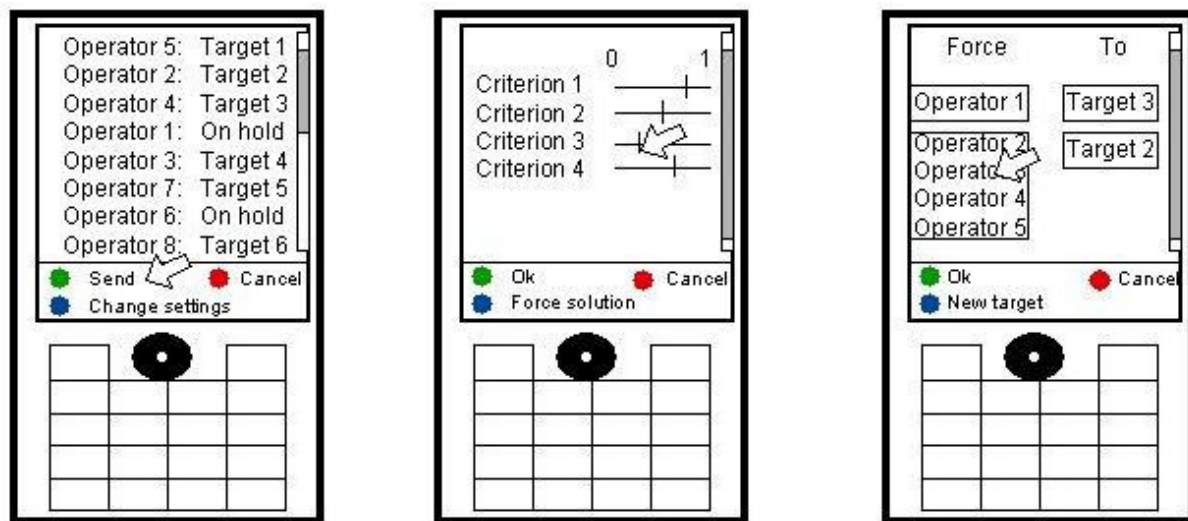 Operator 5: Target 1
Operator 2: Target 2
Operator 4: Target 3
Operator 1: On hold
Operator 3: Target 4
Operator 7: Target 5
Operator 6: On hold
Operator 8: Target 6
Send Cancel
Change settings
0 1
Criterion 1
Criterion 2
Criterion 3
Criterion 4
Ok Cancel
Force solution
Force To
Operator 1 Target 3
Operator 2 Target 2
Operator 4
Operator 5
Ok Cancel
New target